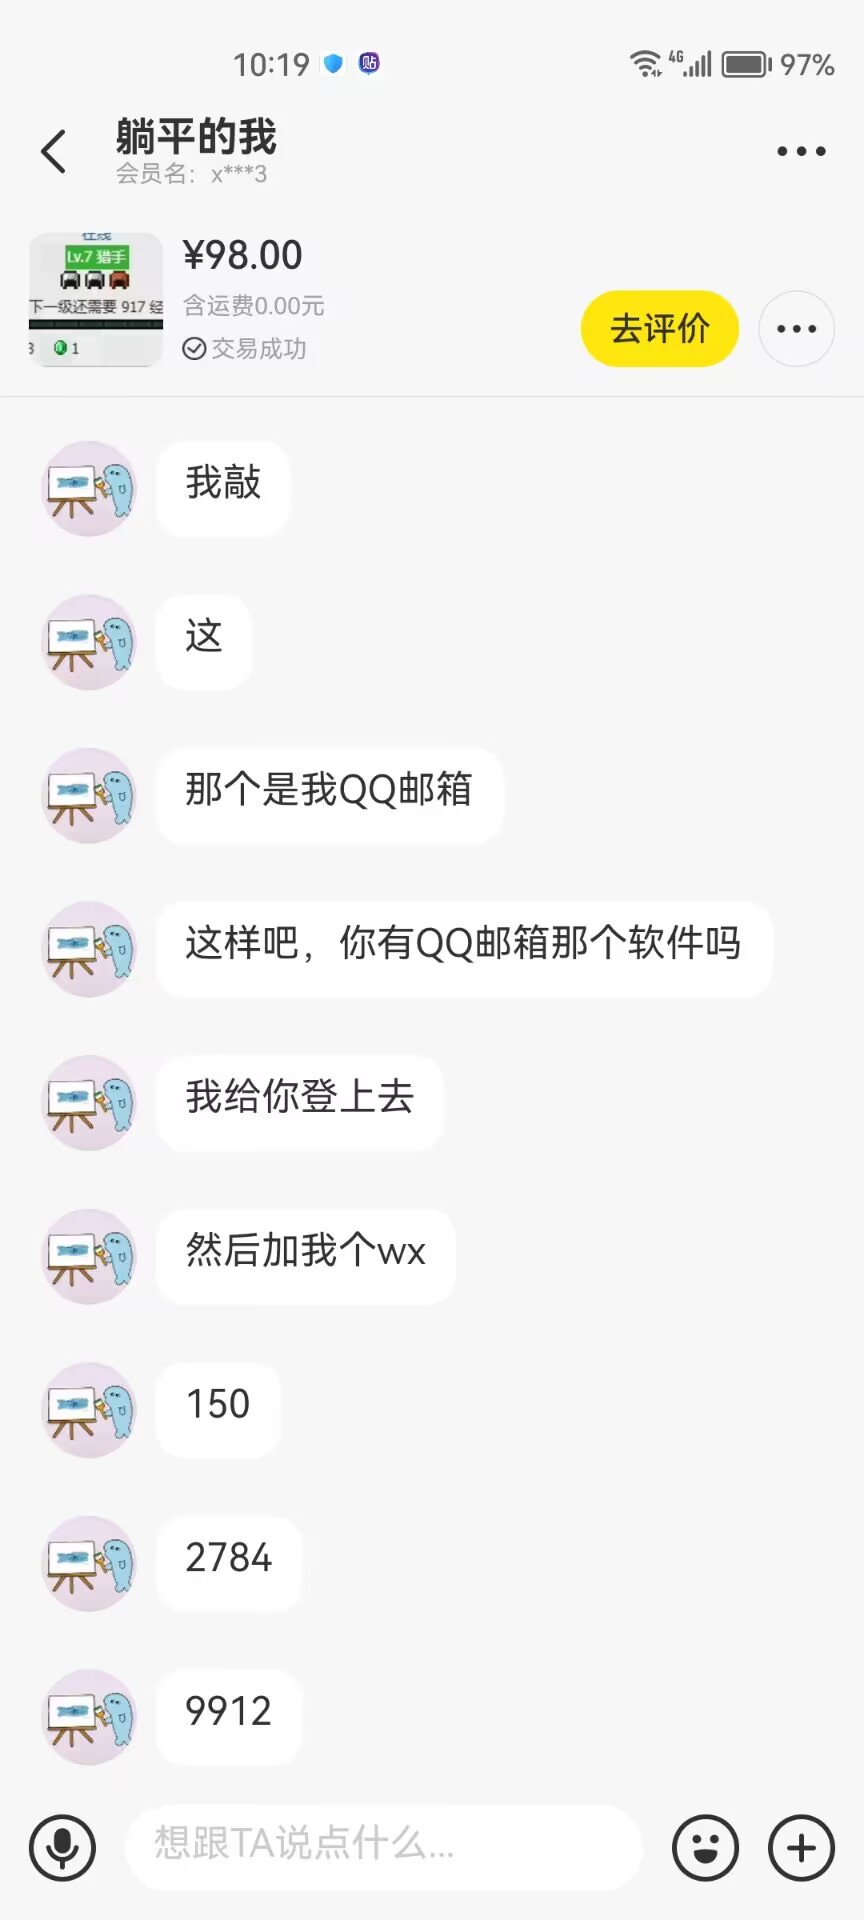 10:19
贴
4G
97%
躺平的我
会员名：x***3
在线
Lv.7 猎手
下一级还需要 917 经
3 1
¥98.00
含运费0.00元
交易成功
去评价
我敲
这
那个是我QQ邮箱
这样吧，你有QQ邮箱那个软件吗
我给你登上去
然后加我个wx
150
2784
9912
想跟TA说点什么...